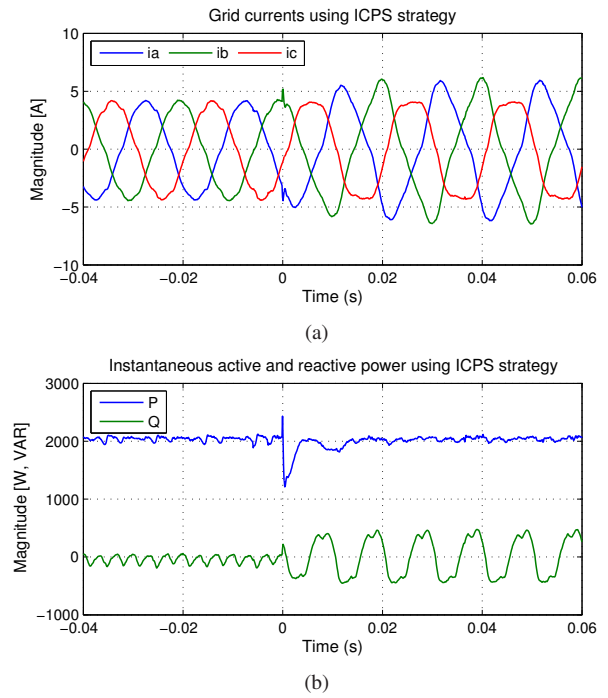 Grid currents using ICPS strategy
10
ia ib ic
5
0
−5
−10
Magnitude [A]
−0.04 −0.02 0 0.02 0.04 0.06
Time (s)
(a)
Instantaneous active and reactive power using ICPS strategy
3000
P
Q
2000
1000
0
−1000
Magnitude [W, VAR]
−0.04 −0.02 0 0.02 0.04 0.06
Time (s)
(b)